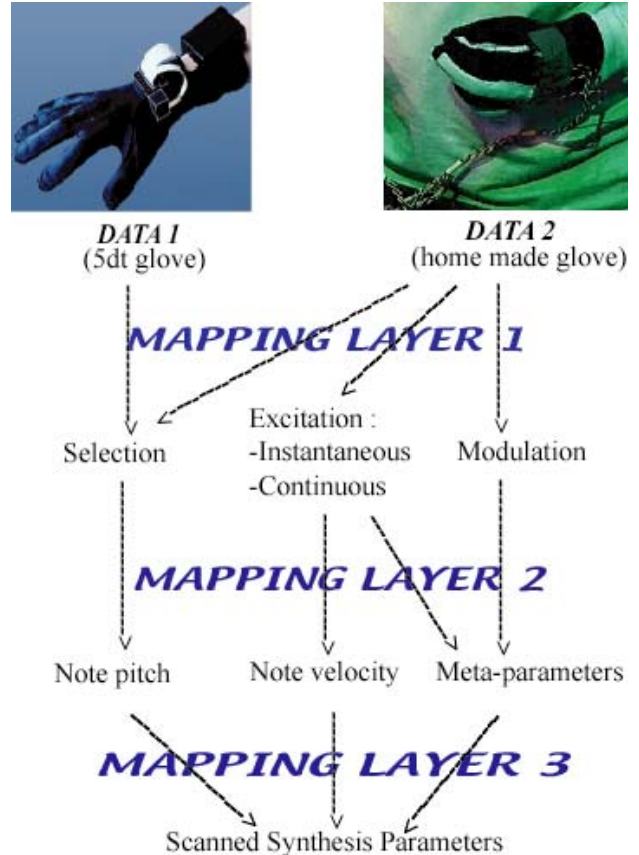 DATA 1
(5dt glove)
DATA 2
(home made glove)
MAPPING LAYER 1
Selection
Excitation :
-Instantaneous
-Continuous
Modulation
MAPPING LAYER 2
Note pitch
Note velocity
Meta-parameters
MAPPING LAYER 3
Scanned Synthesis Parameters